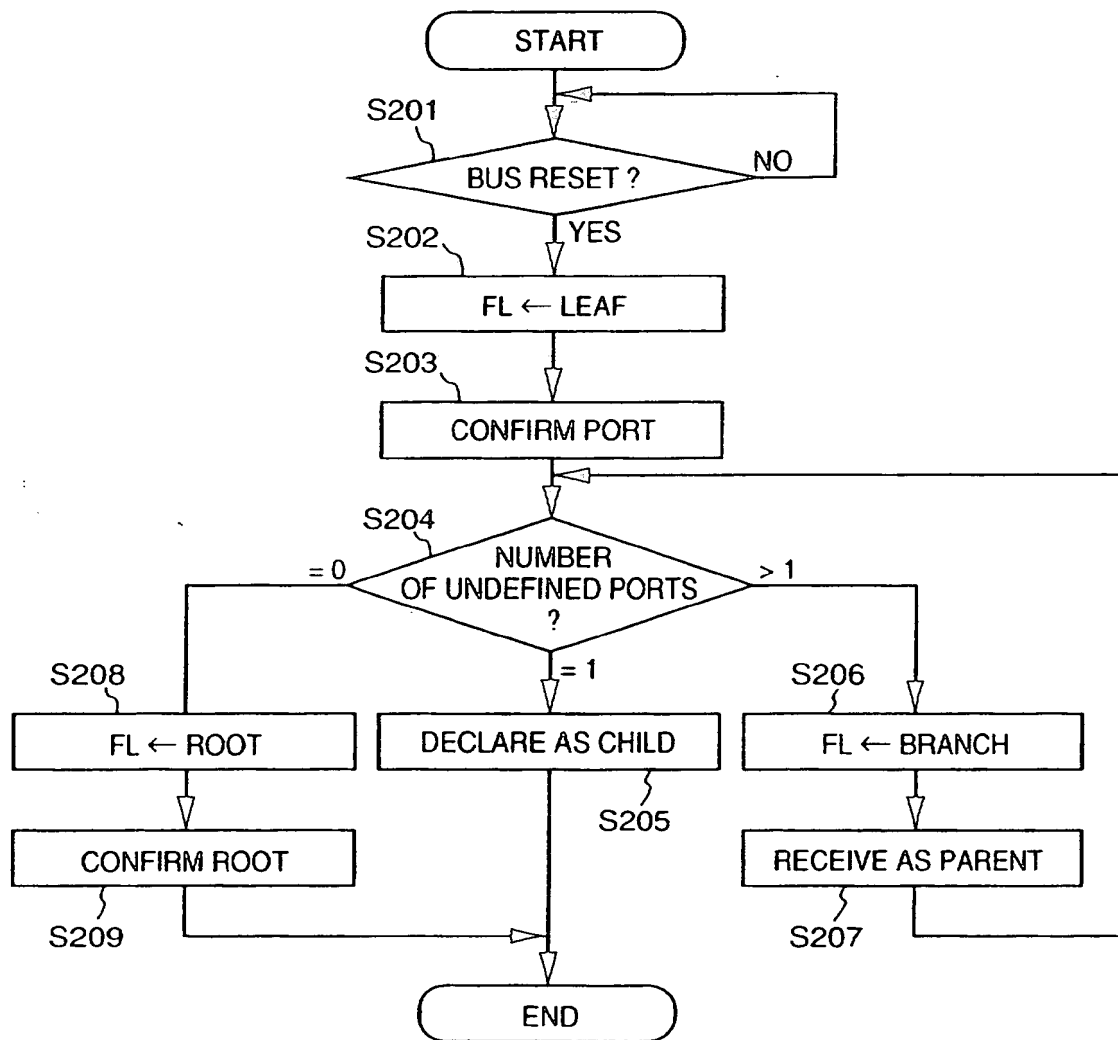 START
S201
BUS RESET ?
NO
YES
S202
FL ← LEAF
S203
CONFIRM PORT
S204
NUMBER
OF UNDEFINED PORTS
?
= 0
= 1
> 1
S208
FL ← ROOT
DECLARE AS CHILD
S205
S206
FL ← BRANCH
CONFIRM ROOT
S209
RECEIVE AS PARENT
S207
END